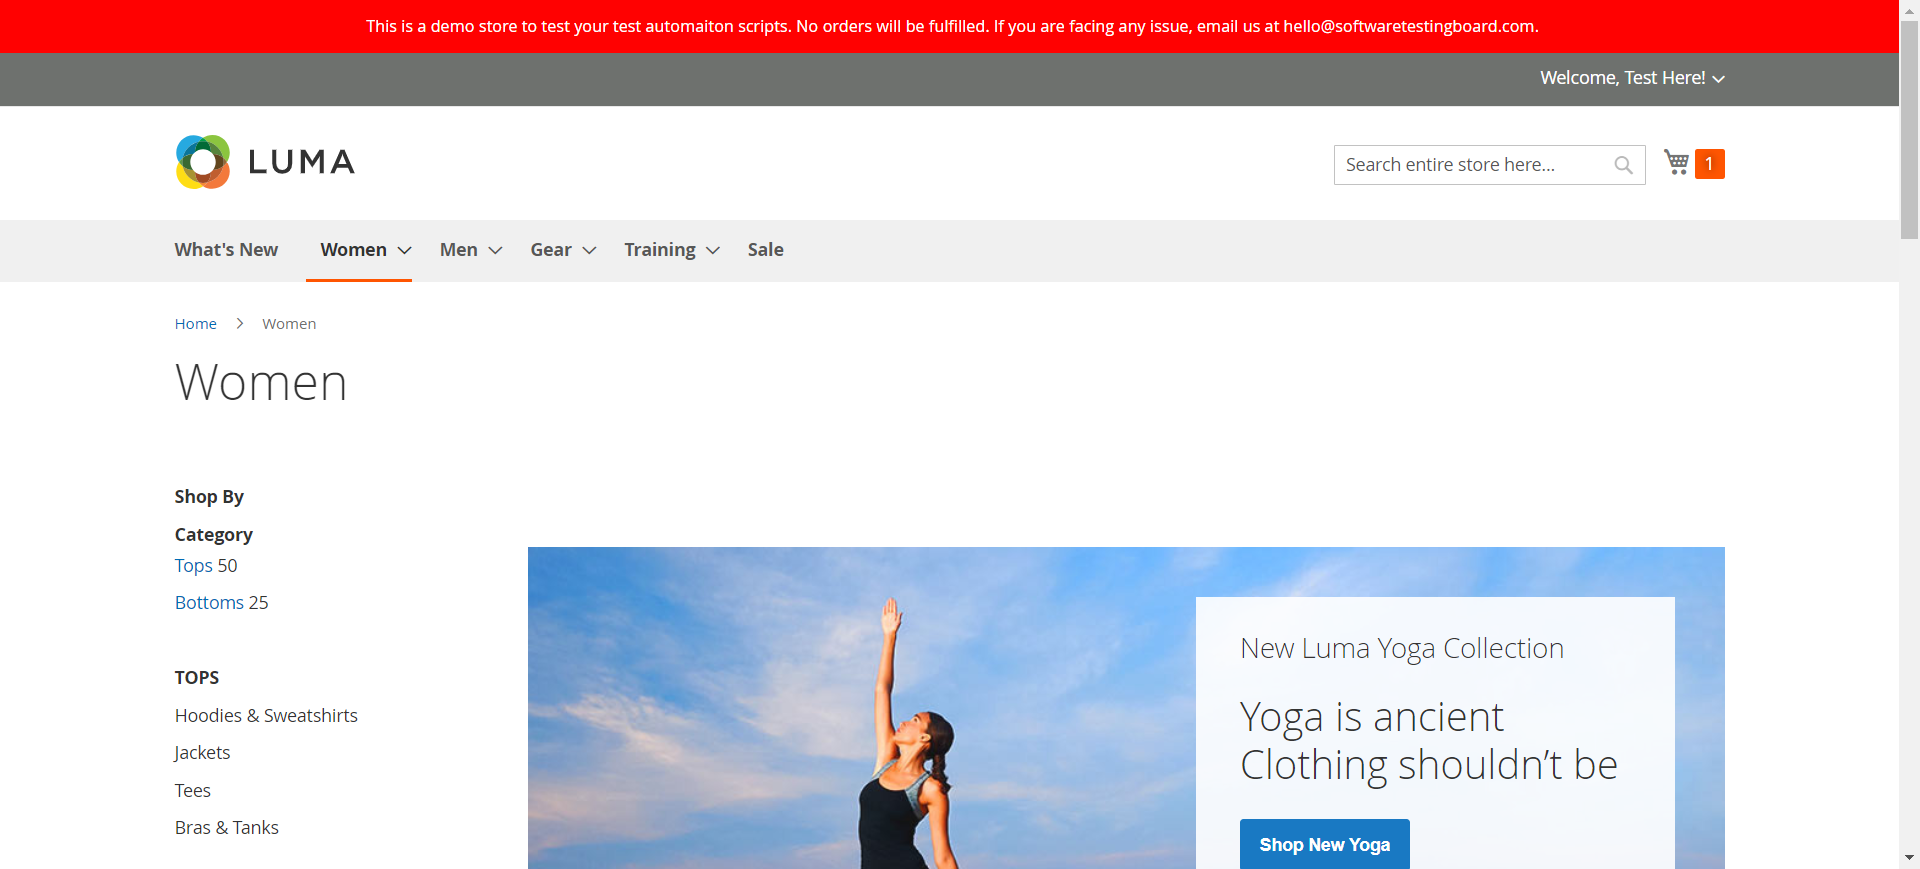 This is a demo store to test your test automaiton scripts. No orders will be fulfilled. If you are facing any issue, email us at hello@softwaretestingboard.com.
Welcome, Test Here!
LUMA
Search entire store here...
1
What's New
Women
Men
Gear
Training
Sale
Home
Women
Women
Shop By
Category
Tops 50
Bottoms 25
TOPS
Hoodies & Sweatshirts
Jackets
Tees
Bras & Tanks
New Luma Yoga Collection
Yoga is ancient
Clothing shouldn’t be
Shop New Yoga